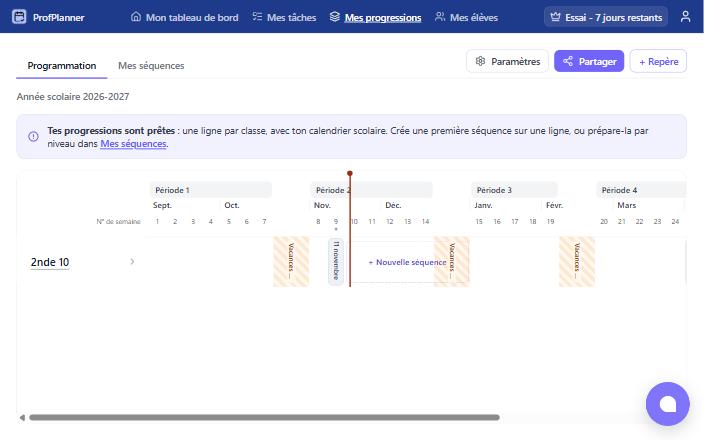 ProfPlanner
Mon tableau de bord
Mes tâches
Mes progressions
Mes élèves
Essai - 7 jours restants
Programmation
Mes séquences
Paramètres
Partager
+ Repère
Année scolaire 2026-2027
Tes progressions sont prêtes : une ligne par classe, avec ton calendrier scolaire. Crée une première séquence sur une ligne, ou prépare-la par
niveau dans Mes séquences.
Période 1
Période 2
Période 3
Période 4
Sept.
Oct.
Nov.
Déc.
Janv.
Févr.
Mars
N° de semaine
1 2 3 4 5 6 7 8 9 10 11 12 13 14 15 16 17 18 19 20 21 22 23 24
2nde 10
Vacances —
11 novembre
+ Nouvelle séquence
Vacances —
Vacances —